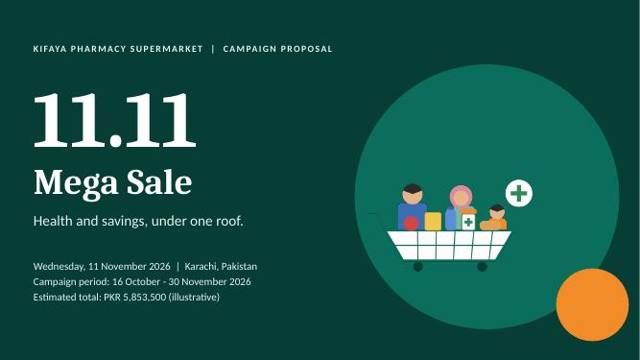 KIFAYA PHARMACY SUPERMARKET | CAMPAIGN PROPOSAL
11.11
Mega Sale
Health and savings, under one roof.
Wednesday, 11 November 2026 | Karachi, Pakistan
Campaign period: 16 October - 30 November 2026
Estimated total: PKR 5,853,500 (illustrative)